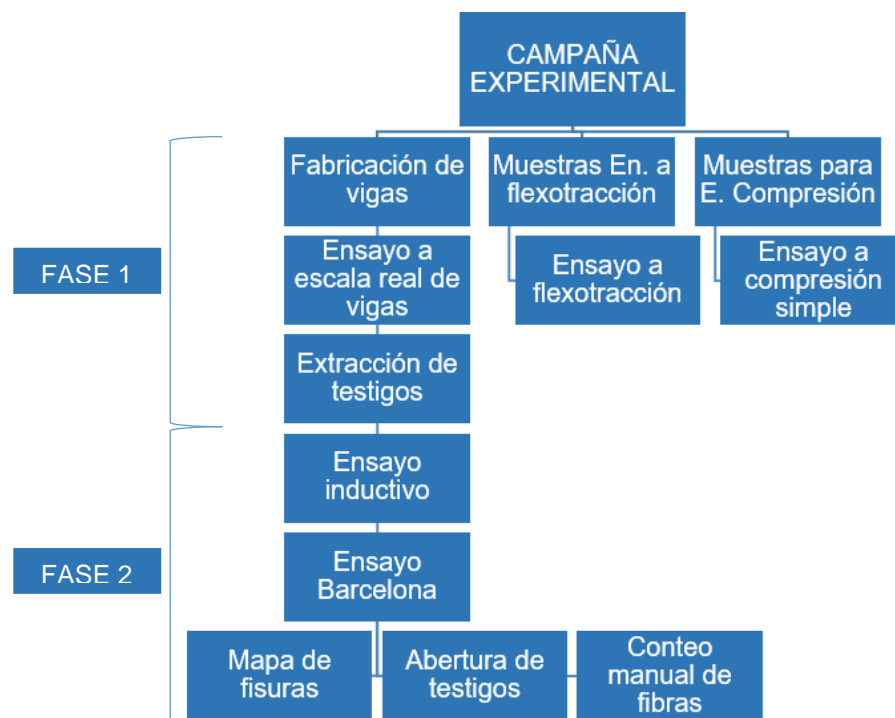 CAMPAÑA
EXPERIMENTAL
Fabricación de
vigas
Muestras En. a
flexotracción
Muestras para
E. Compresión
FASE 1
Ensayo a
escala real de
vigas
Ensayo a
flexotracción
Ensayo a
compresión
simple
Extracción de
testigos
Ensayo
inductivo
FASE 2
Ensayo
Barcelona
Mapa de
fisuras
Abertura de
testigos
Conteo
manual de
fibras